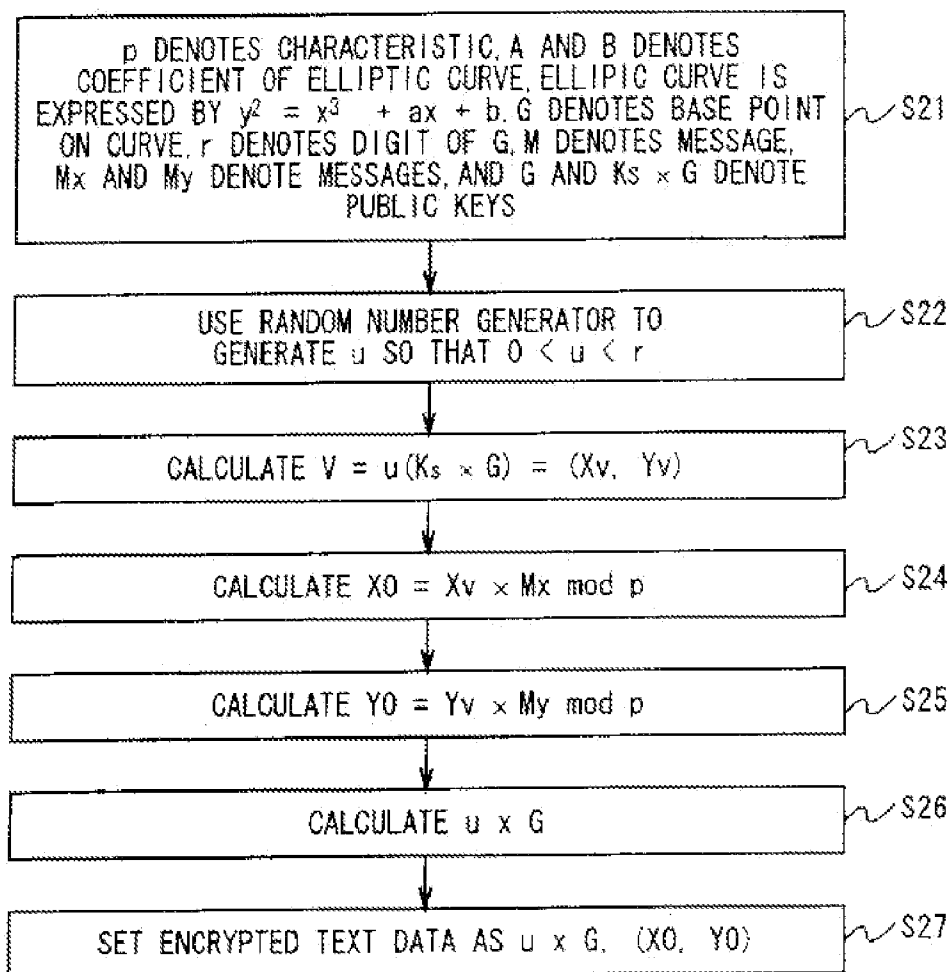 p DENOTES CHARACTERISTIC, A AND B DENOTES
COEFFICIENT OF ELLIPTIC CURVE, ELLIPIC CURVE IS
EXPRESSED BY y² = x³ + ax + b. G DENOTES BASE POINT
ON CURVE, r DENOTES DIGIT OF G, M DENOTES MESSAGE,
Mx AND My DENOTE MESSAGES, AND G AND Ks × G DENOTE
PUBLIC KEYS
S21
USE RANDOM NUMBER GENERATOR TO
GENERATE u SO THAT 0 < u < r
S22
CALCULATE V = u(Ks × G) = (Xv, Yv)
S23
CALCULATE X0 = Xv × Mx mod p
S24
CALCULATE Y0 = Yv × My mod p
S25
CALCULATE u x G
S26
SET ENCRYPTED TEXT DATA AS u x G, (X0, Y0)
S27